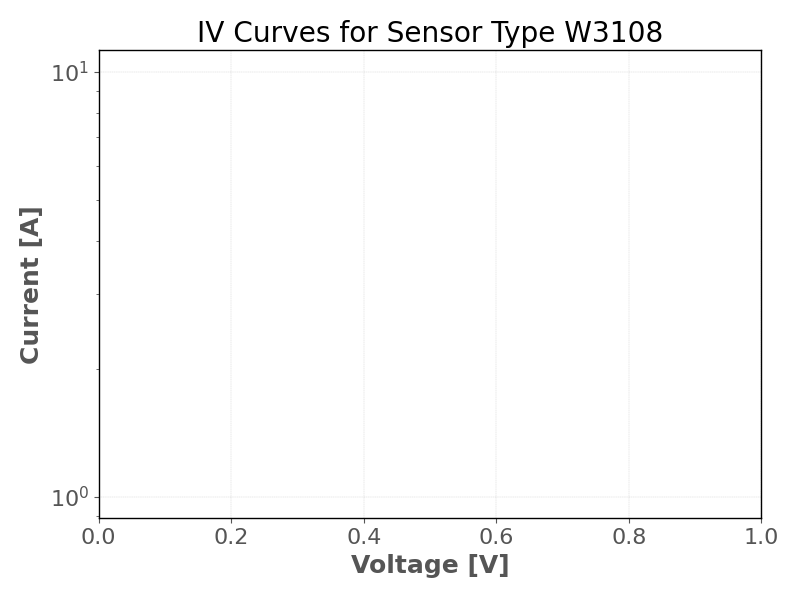 IV Curves for Sensor Type W3108
10¹
Current [A]
10⁰
0.0 0.2 0.4 0.6 0.8 1.0
Voltage [V]